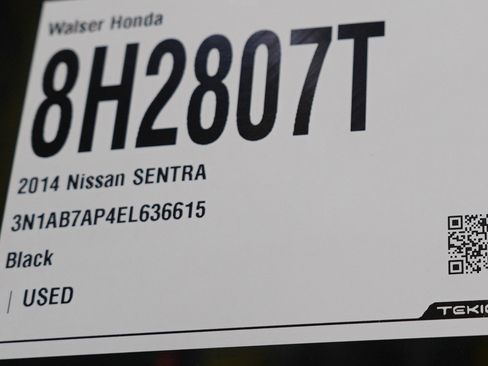 Walser Honda
8H2807T
2014 Nissan SENTRA
3N1AB7AP4EL636615
Black
| USED